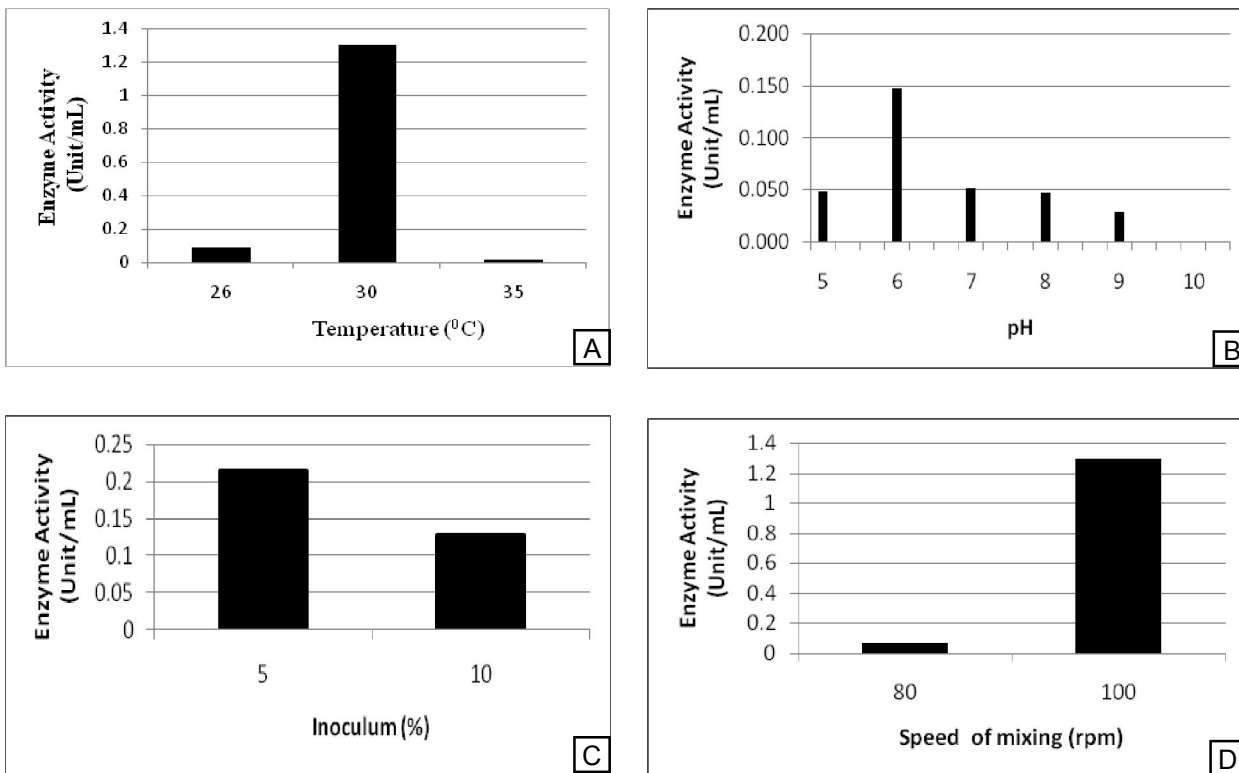 Enzyme Activity
(Unit/mL)
1.4
1.2
1
0.8
0.6
0.4
0.2
0
26 30 35
Temperature (⁰C)
A
Enzyme Activity
(Unit/mL)
0.200
0.150
0.100
0.050
0.000
5 6 7 8 9 10
pH
B
Enzyme Activity
(Unit/mL)
0.25
0.2
0.15
0.1
0.05
0
5 10
Inoculum (%)
C
Enzyme Activity
(Unit/mL)
1.4
1.2
1
0.8
0.6
0.4
0.2
0
80 100
Speed of mixing (rpm)
D